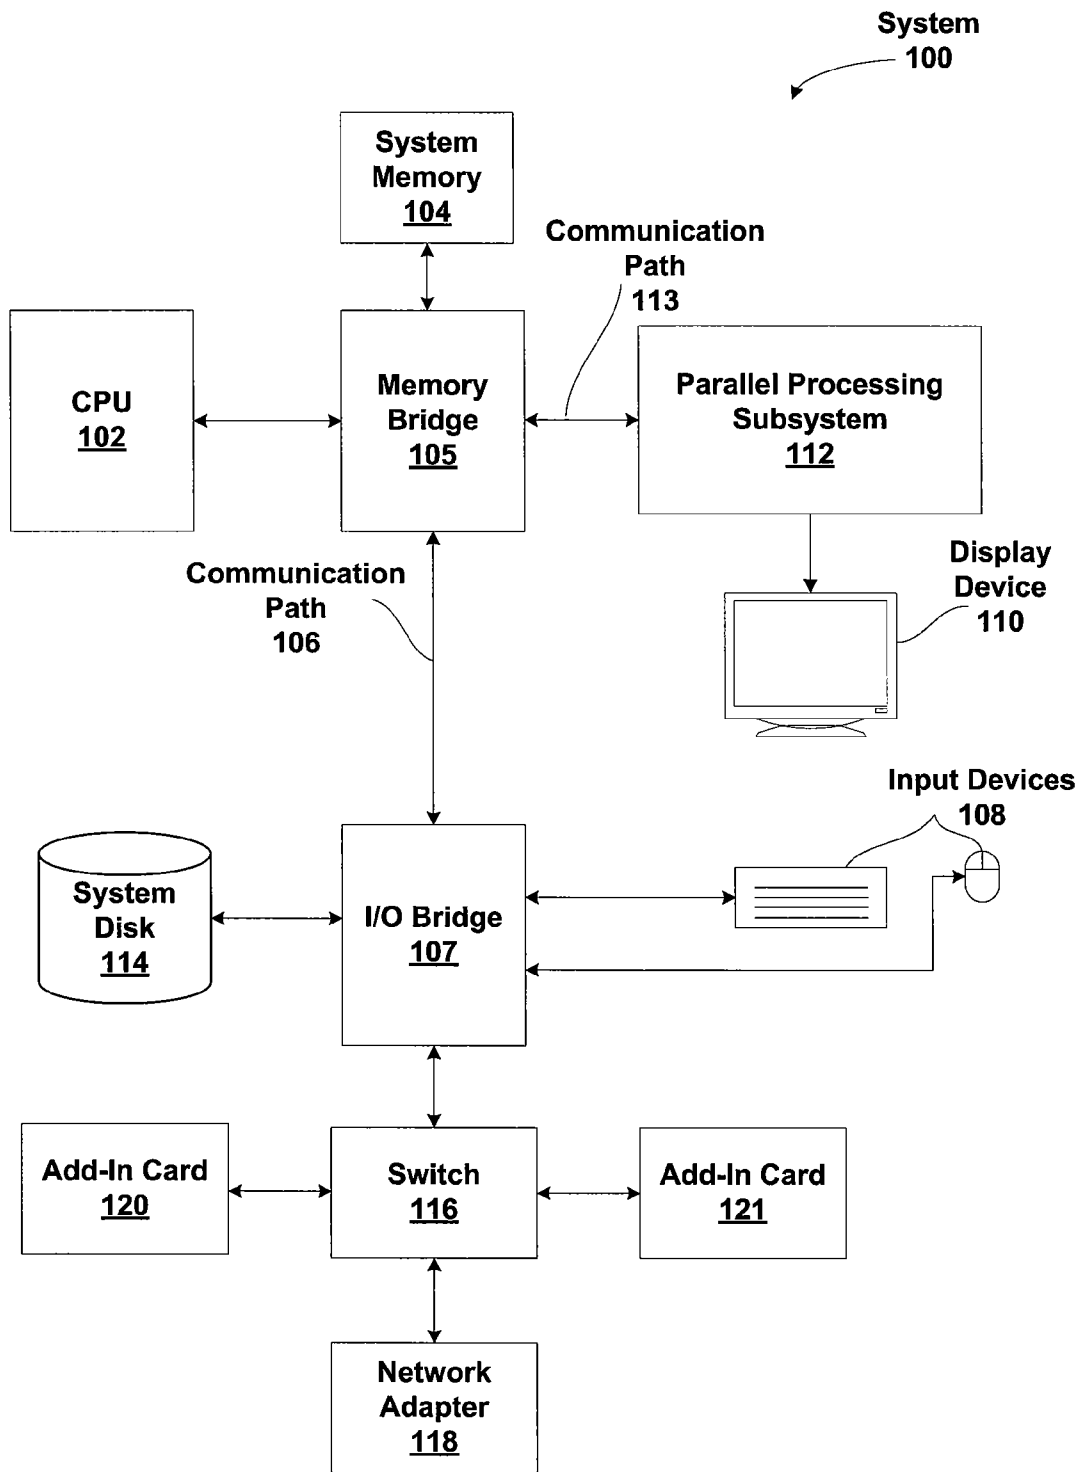 System
100
System
Memory
104
Communication
Path
113
CPU
102
Memory
Bridge
105
Parallel Processing
Subsystem
112
Communication
Path
106
Display
Device
110
Input Devices
108
System
Disk
114
I/O Bridge
107
Add-In Card
120
Switch
116
Add-In Card
121
Network
Adapter
118